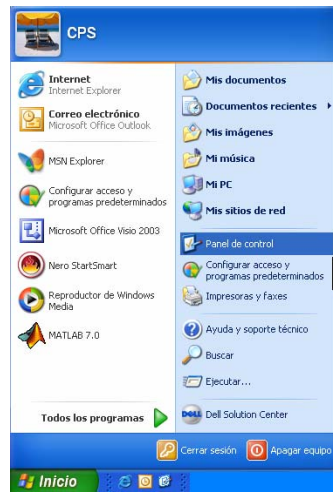 CPS
Internet
Internet Explorer
Correo electrónico
Microsoft Office Outlook
MSN Explorer
Configurar acceso y
programas predeterminados
Microsoft Office Visio 2003
Nero StartSmart
Reproductor de Windows
Media
MATLAB 7.0
Todos los programas
Mis documentos
Documentos recientes
Mis imágenes
Mi música
Mi PC
Mis sitios de red
Panel de control
Configurar acceso y
programas predeterminados
Impresoras y faxes
Ayuda y soporte técnico
Buscar
Ejecutar...
DELL Dell Solution Center
Cerrar sesión Apagar equipo
Inicio